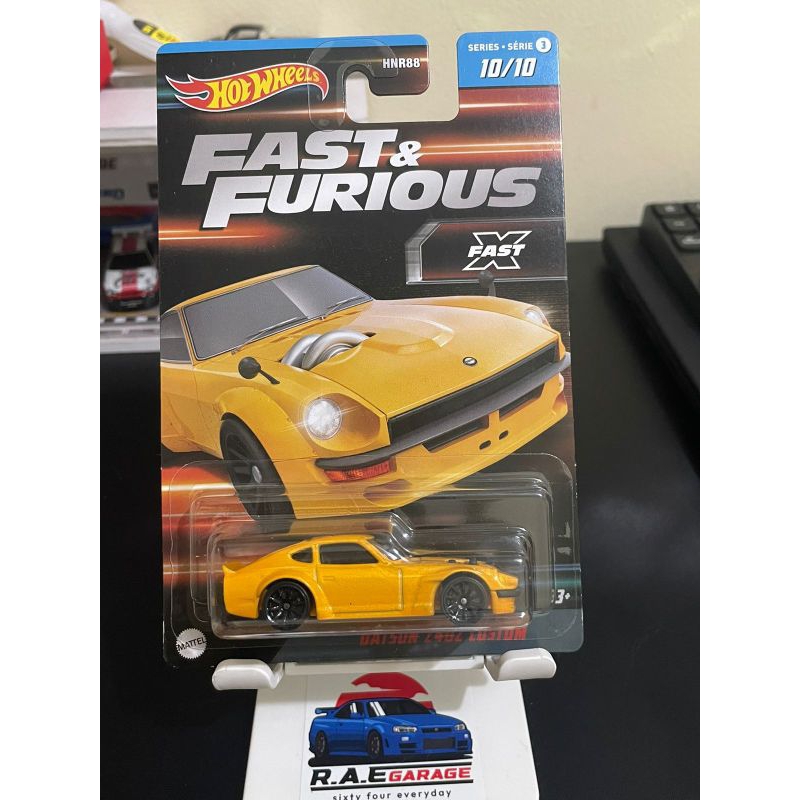 HOT WHEELS
HNR88
SERIES • SÉRIE 3
10/10
FAST &
FURIOUS
FAST X
3+
DATSUN 240Z CUSTOM
MATTEL
R.A.E GARAGE
sixty four everyday